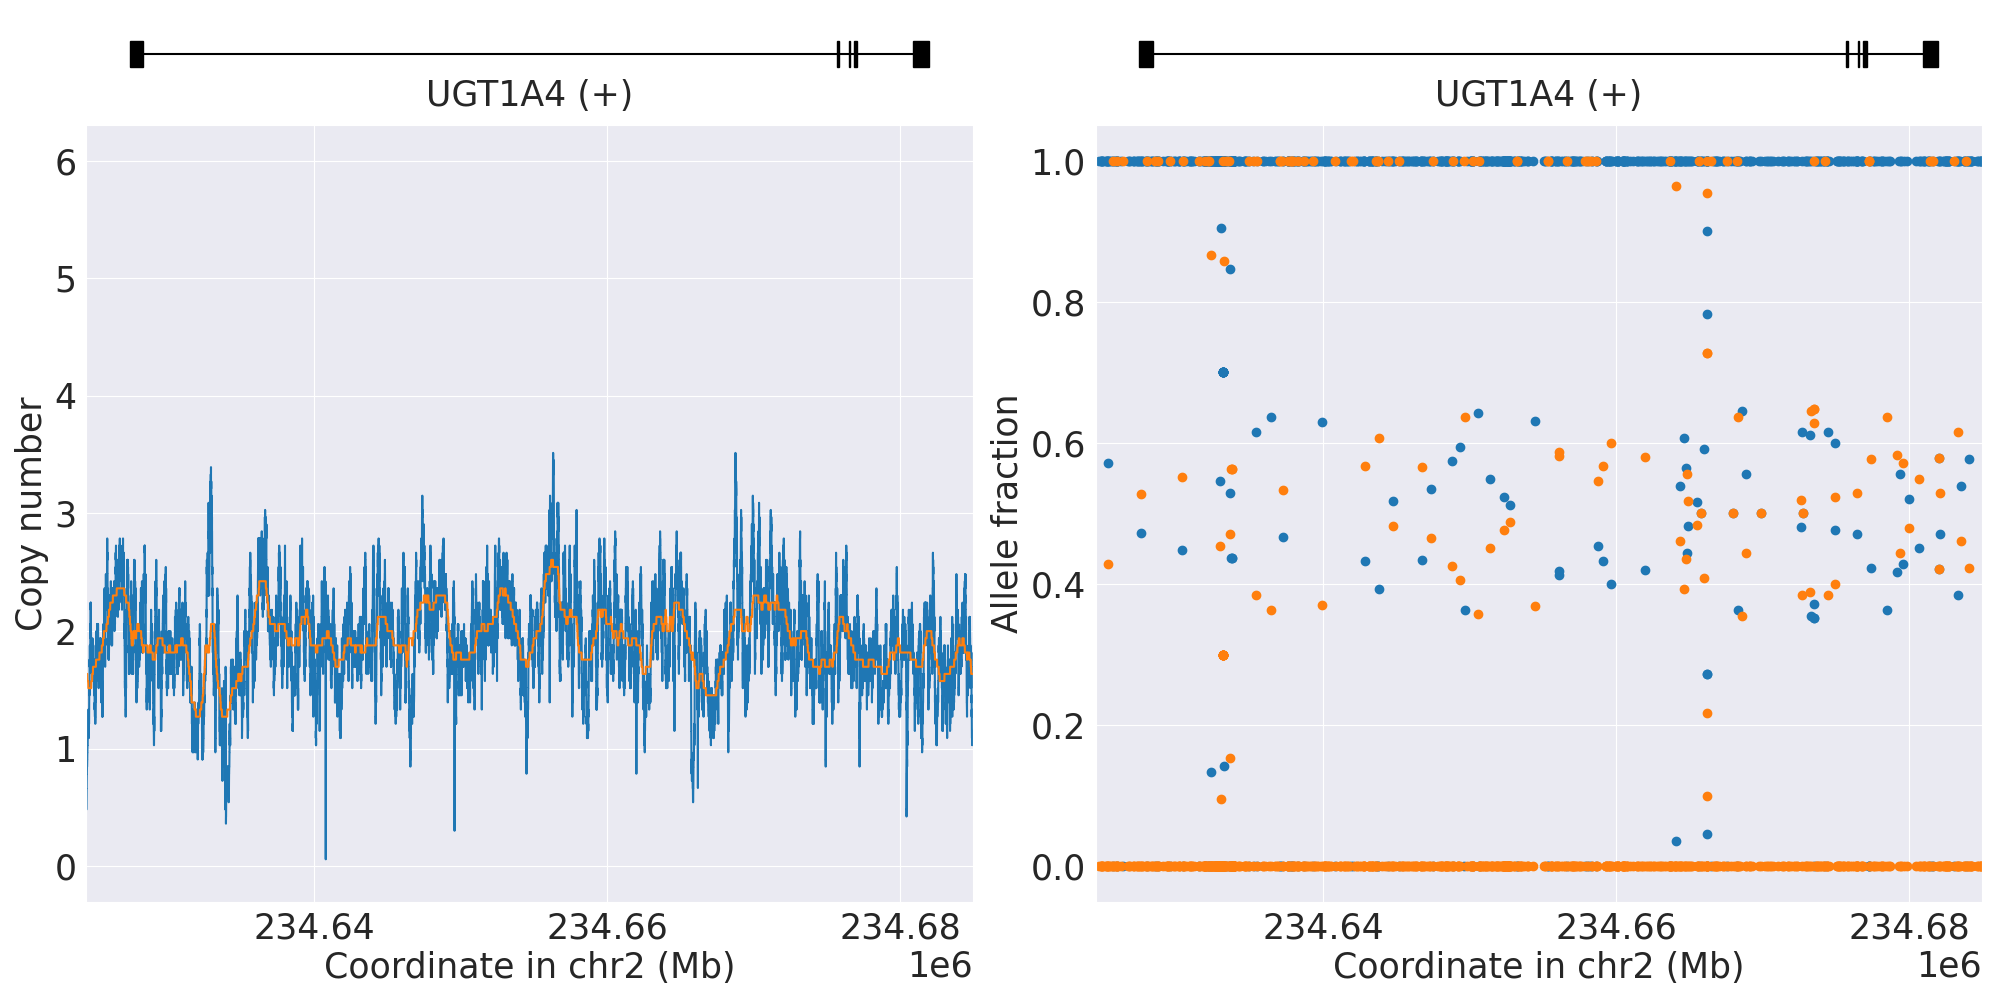 UGT1A4 (+)
6
5
4
3
2
1
0
Copy number
234.64
234.66
234.68
Coordinate in chr2 (Mb)
1e6
UGT1A4 (+)
1.0
0.8
0.6
0.4
0.2
0.0
Allele fraction
234.64
234.66
234.68
Coordinate in chr2 (Mb)
1e6